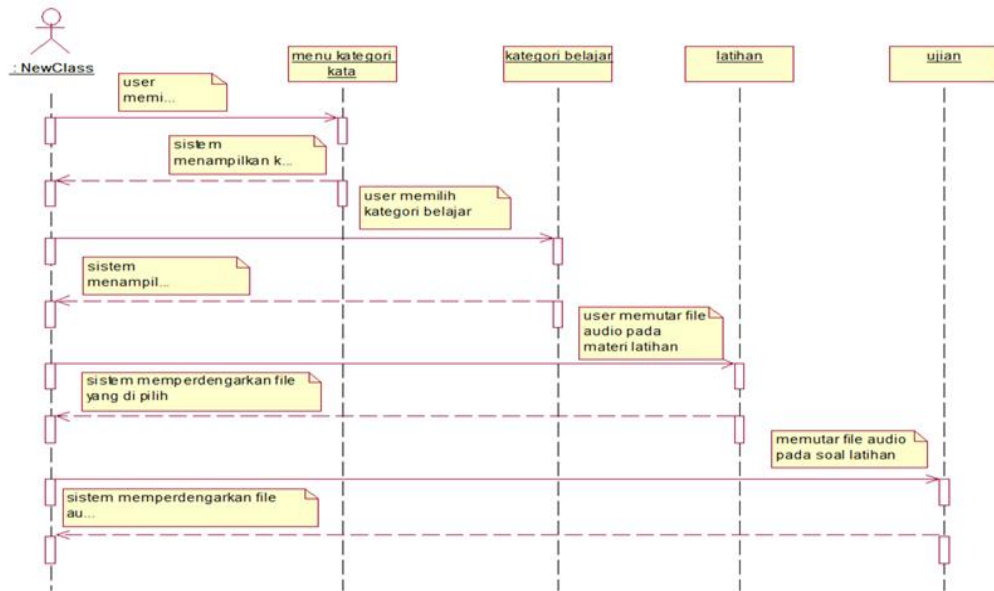 : NewClass
menu kategori
kata
kategori belajar
latihan
ujian
user
memi...
sistem
menampilkan k...
user memilih
kategori belajar
sistem
menampil...
user memutar file
audio pada
materi latihan
sistem memperdengarkan file
yang di pilih
memutar file audio
pada soal latihan
sistem memperdengarkan file
au...